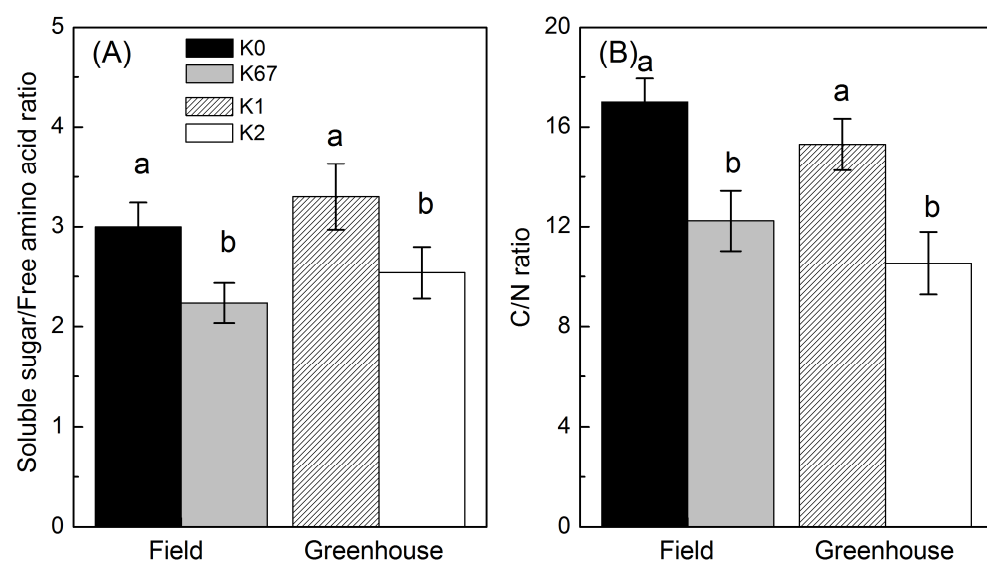 (A)
K0
K67
K1
K2
5
4
3
2
1
0
Soluble sugar/Free amino acid ratio
a
b
a
b
Field Greenhouse
(B)
20
16
12
8
4
0
C/N ratio
a
b
a
b
Field Greenhouse